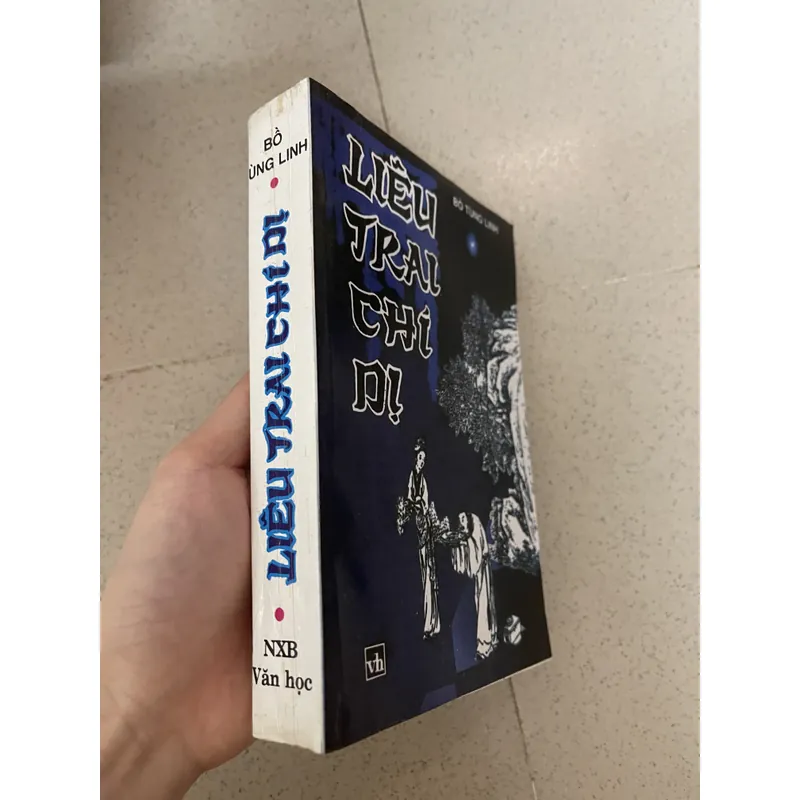 BỒ
ÙNG LINH
LIÊU TRAI CHÍ DỊ
NXB
Văn học
LIÊU
TRAI
CHÍ
DỊ
BỒ TÙNG LINH
vh